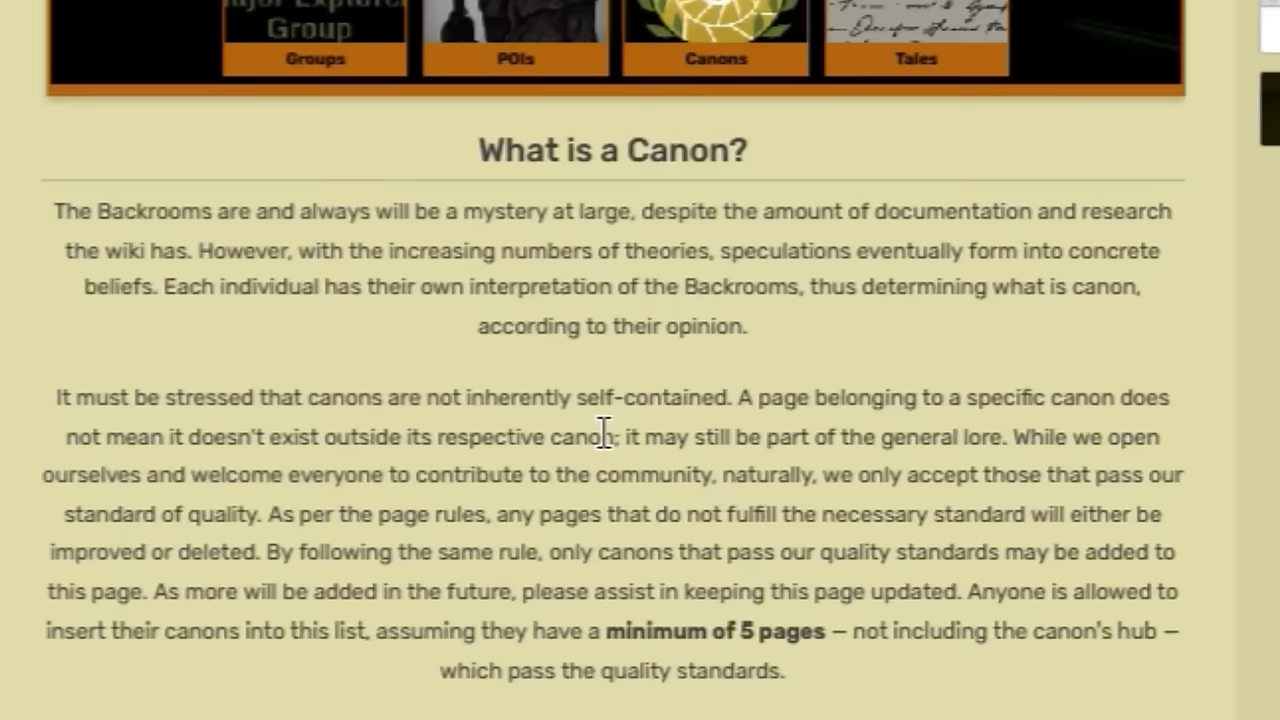 Group
Groups POIs Canons Tales
What is a Canon?
The Backrooms are and always will be a mystery at large, despite the amount of documentation and research
the wiki has. However, with the increasing numbers of theories, speculations eventually form into concrete
beliefs. Each individual has their own interpretation of the Backrooms, thus determining what is canon,
according to their opinion.
It must be stressed that canons are not inherently self-contained. A page belonging to a specific canon does
not mean it doesn't exist outside its respective canon; it may still be part of the general lore. While we open
ourselves and welcome everyone to contribute to the community, naturally, we only accept those that pass our
standard of quality. As per the page rules, any pages that do not fulfill the necessary standard will either be
improved or deleted. By following the same rule, only canons that pass our quality standards may be added to
this page. As more will be added in the future, please assist in keeping this page updated. Anyone is allowed to
insert their canons into this list, assuming they have a minimum of 5 pages — not including the canon's hub —
which pass the quality standards.